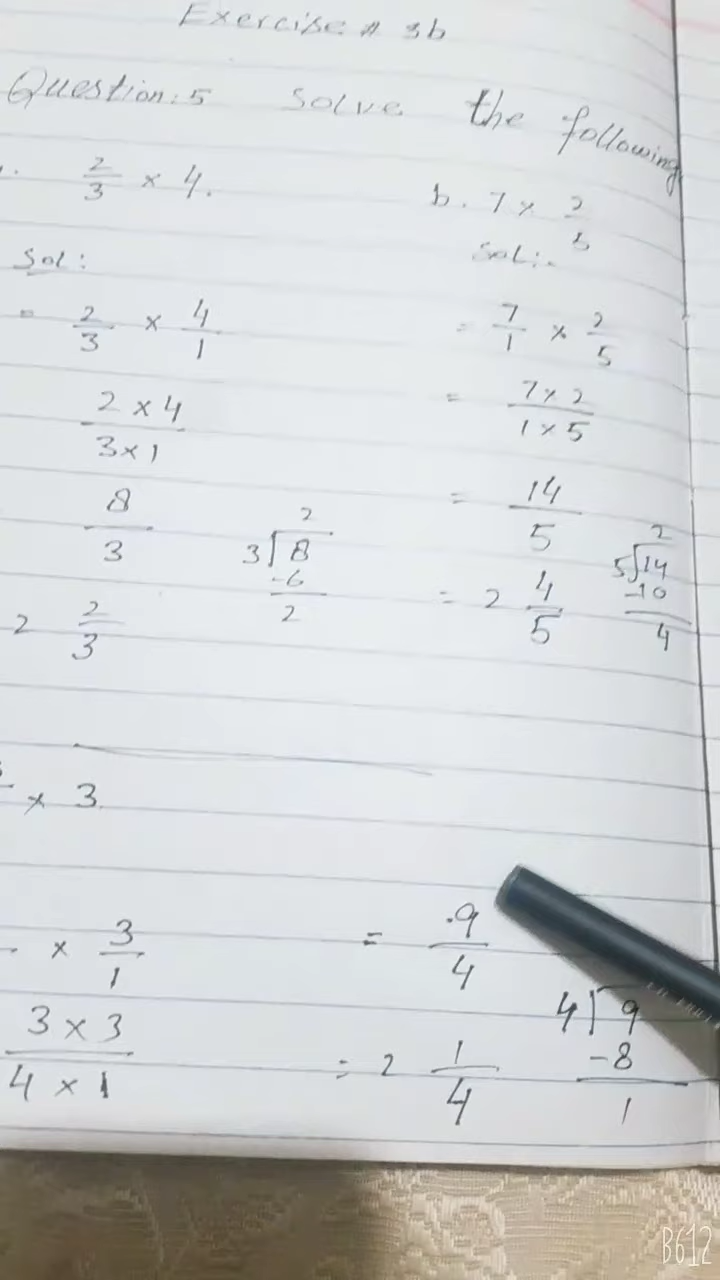 Exercise # 3b
Question:5 solve the following
2/3 × 4.
Sol:
= 2/3 × 4/1
2 × 4 / 3 × 1
8/3
3 ) 8
2
-6
2
2 2/3
b. 7 × 2/5
Sol:-
= 7/1 × 2/5
= 7 × 2 / 1 × 5
= 14/5
= 2 4/5
5 ) 14
2
-10
4
× 3
× 3/1
3 × 3 / 4 × 1
= 9/4
= 2 1/4
4 ) 9
-8
1
B612